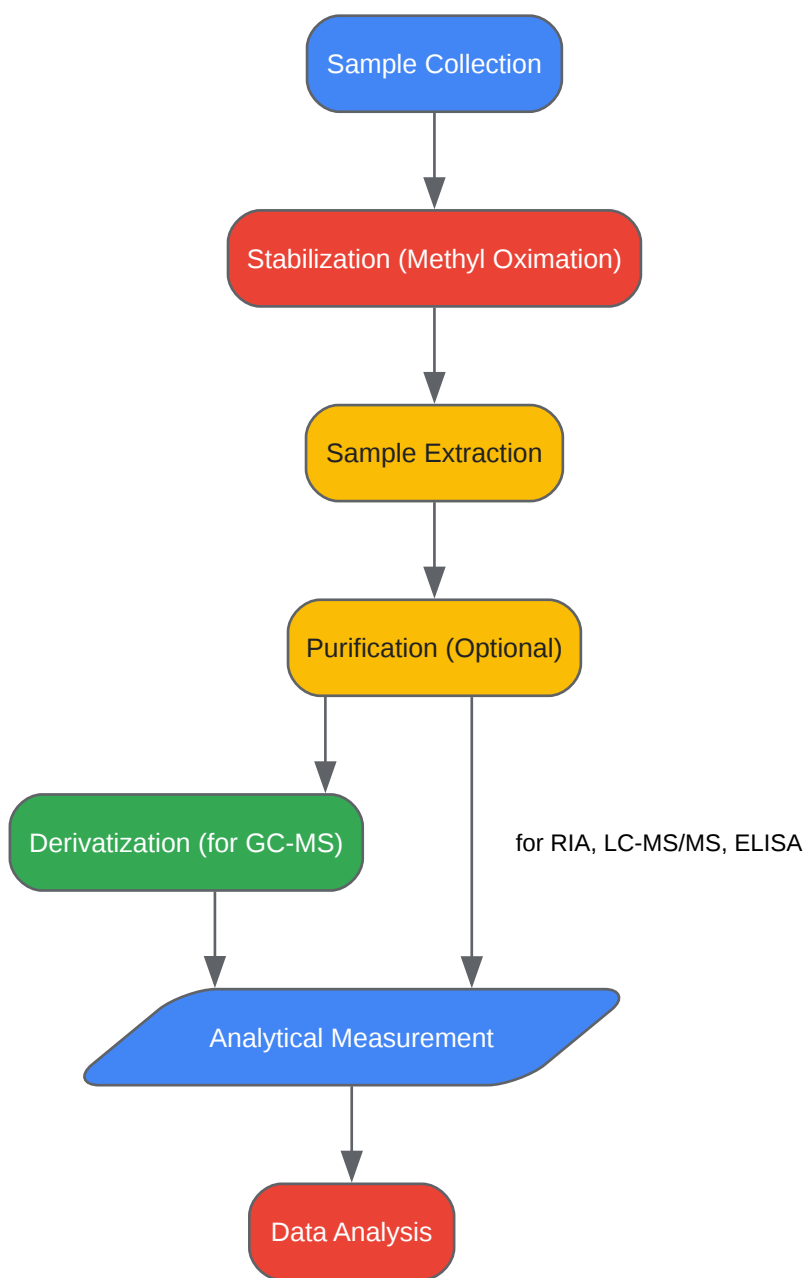 Sample Collection
Stabilization (Methyl Oximation)
Sample Extraction
Purification (Optional)
Derivatization (for GC-MS)
for RIA, LC-MS/MS, ELISA
Analytical Measurement
Data Analysis